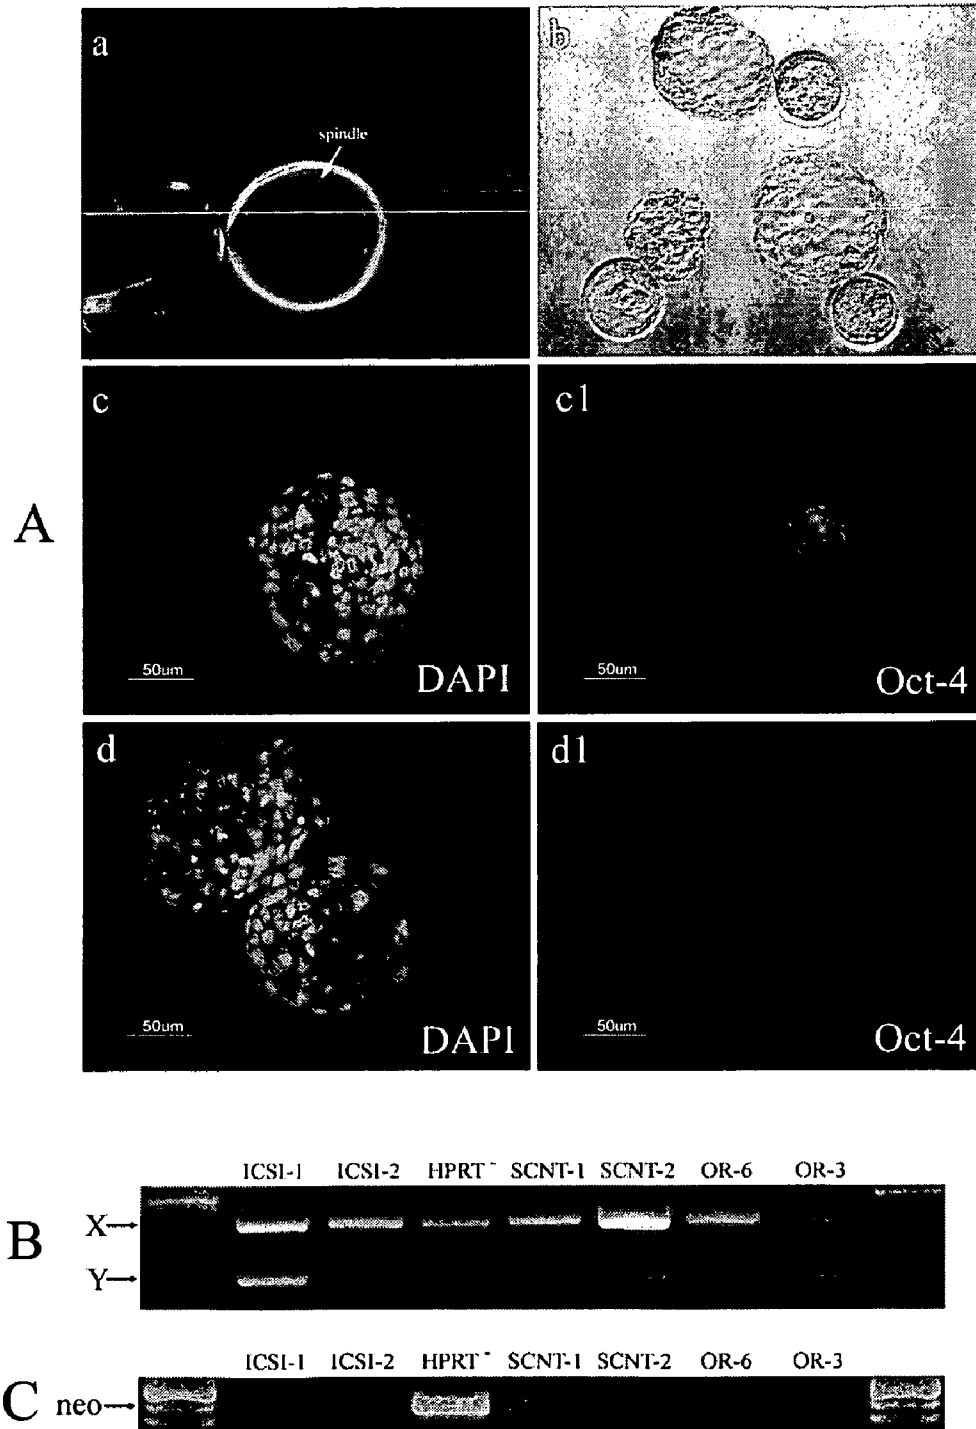 a
b
spindle
c
c1
A
50um
DAPI
50um
Oct-4
d
d1
50um
DAPI
50um
Oct-4
ICSI-1 ICSI-2 HPRT- SCNT-1 SCNT-2 OR-6 OR-3
B
X→
Y→
ICSI-1 ICSI-2 HPRT- SCNT-1 SCNT-2 OR-6 OR-3
C
neo→